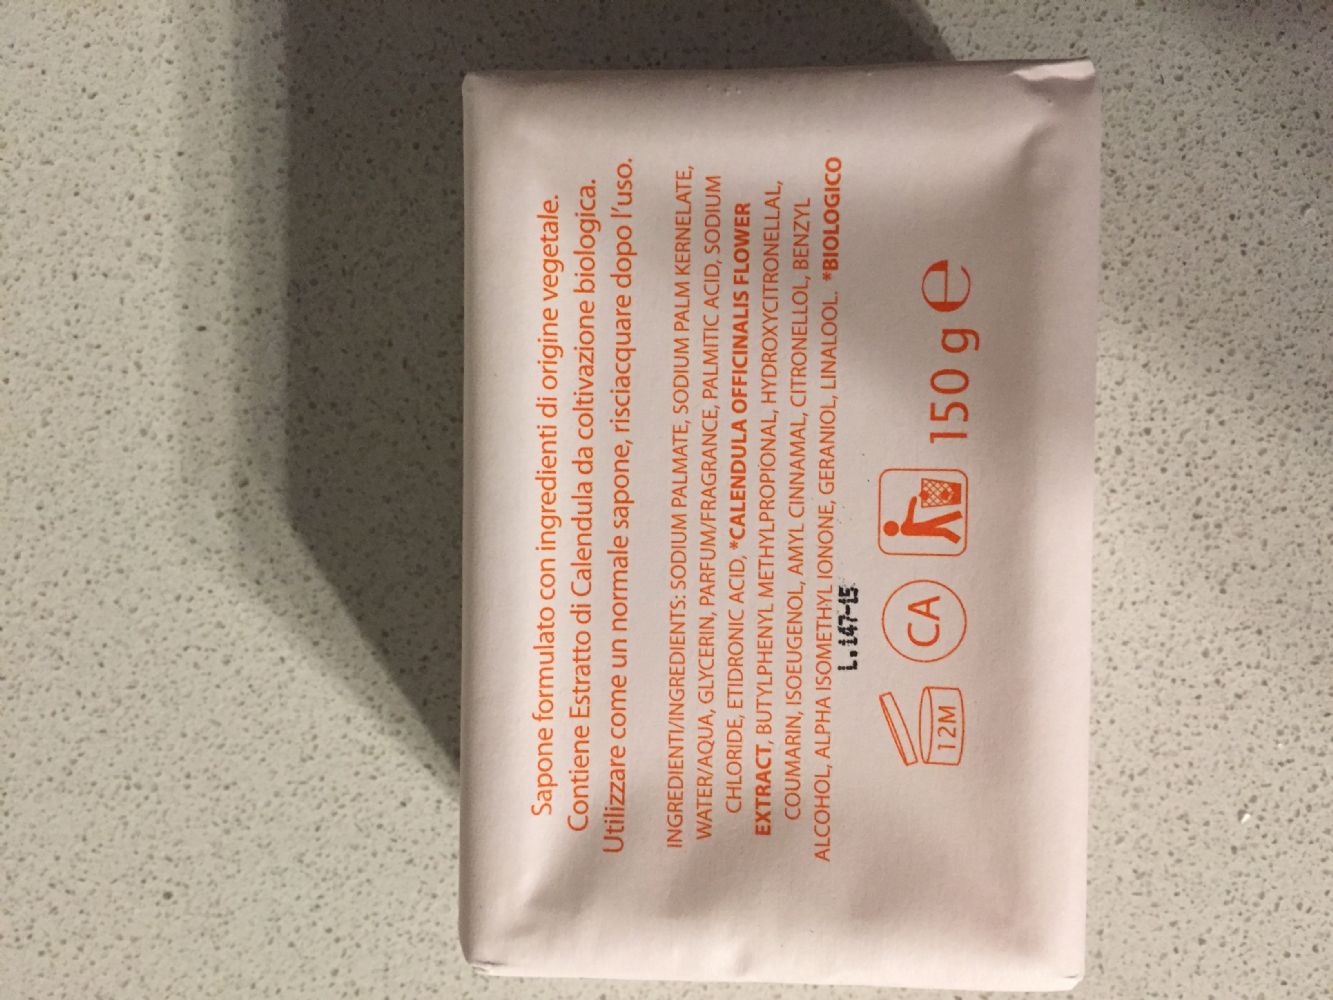 Sapone formulato con ingredienti di origine vegetale.
Contiene Estratto di Calendula da coltivazione biologica.
Utilizzare come un normale sapone, risciacquare dopo l'uso.
INGREDIENTI/INGREDIENTS: SODIUM PALMATE, SODIUM PALM KERNELATE,
WATER/AQUA, GLYCERIN, PARFUM/FRAGRANCE, PALMITIC ACID, SODIUM
CHLORIDE, ETIDRONIC ACID, *CALENDULA OFFICINALIS FLOWER
EXTRACT, BUTYLPHENYL METHYLPROPIONAL, HYDROXYCITRONELLAL,
COUMARIN, ISOEUGENOL, AMYL CINNAMAL, CITRONELLOL, BENZYL
ALCOHOL, ALPHA ISOMETHYL IONONE, GERANIOL, LINALOOL. *BIOLOGICO
L.147-15
12M CA 150 g e